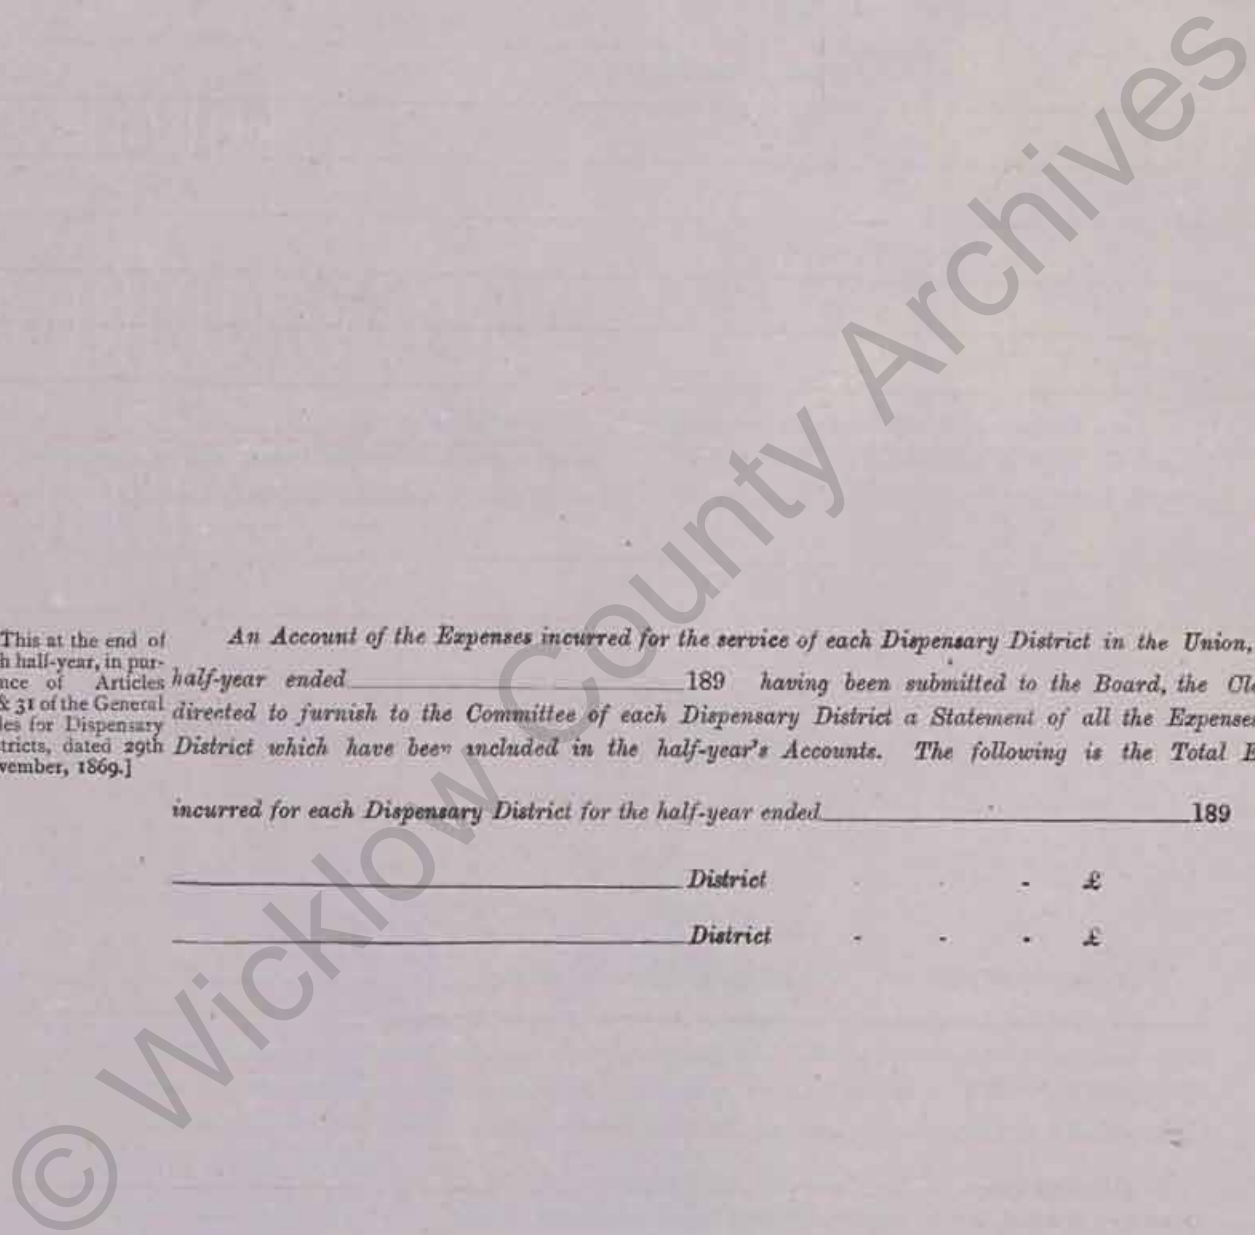 This at the end of
h half-year, in pur-
nce of Articles
& 31 of the General
les for Dispensary
tricts, dated 29th
vember, 1869.]
An Account of the Expenses incurred for the service of each Dispensary District in the Union,
half-year ended 189 having been submitted to the Board, the Cle
directed to furnish to the Committee of each Dispensary District a Statement of all the Expenses
District which have been included in the half-year's Accounts. The following is the Total E
incurred for each Dispensary District for the half-year ended 189
District - - - £
District - - - £
© Wicklow County Archives